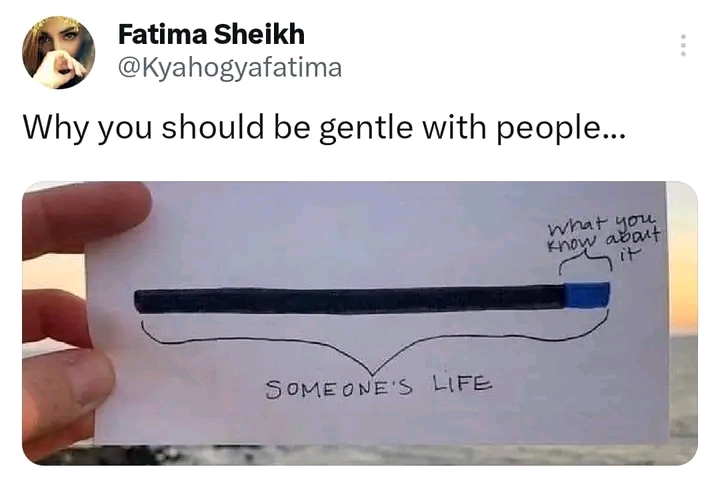 Fatima Sheikh
@Kyahogyafatima
Why you should be gentle with people...
what you
know about
it
SOMEONE'S LIFE